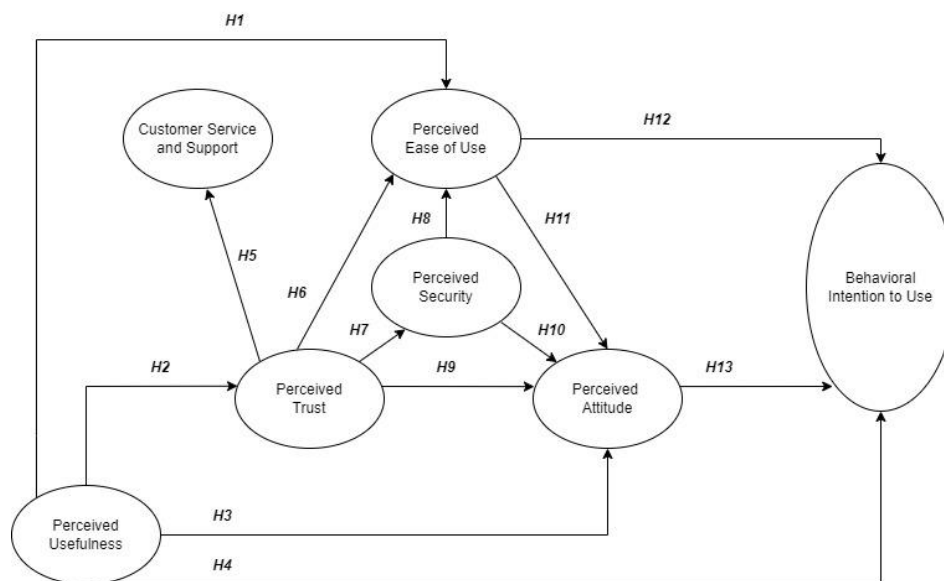 H1
Customer Service
and Support
Perceived
Ease of Use
H12
H8
H11
H5
Perceived
Security
Behavioral
Intention to Use
H6
H7
H10
H2
Perceived
Trust
H9
Perceived
Attitude
H13
Perceived
Usefulness
H3
H4